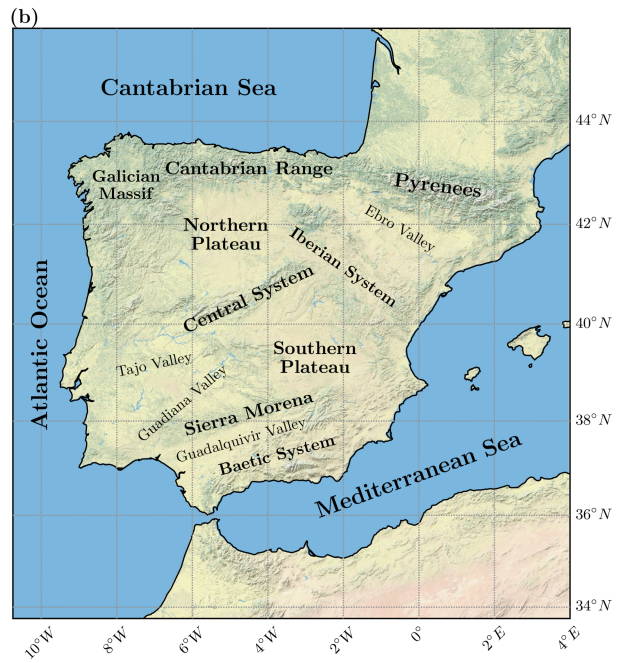 (b)
Cantabrian Sea
44° N
Cantabrian Range
Galician
Massif
Pyrenees
Ebro Valley
42° N
Northern
Plateau
Iberian System
Central System
Atlantic Ocean
40° N
Southern
Plateau
Tajo Valley
Guadiana Valley
Sierra Morena
38° N
Guadalquivir Valley
Baetic System
Mediterranean Sea
36° N
34° N
10° W
8° W
6° W
4° W
2° W
0°
2° E
4° E